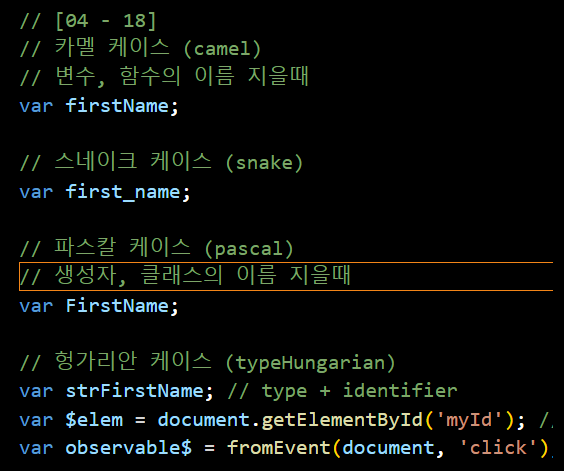 // [04 - 18]
// 카멜 케이스 (camel)
// 변수, 함수의 이름 지을때
var firstName;
// 스네이크 케이스 (snake)
var first_name;
// 파스칼 케이스 (pascal)
// 생성자, 클래스의 이름 지을때
var FirstName;
// 헝가리안 케이스 (typeHungarian)
var strFirstName; // type + identifier
var $elem = document.getElementById('myId'); //
var observable$ = fromEvent(document, 'click');